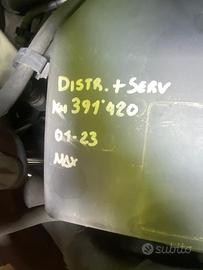 DISTR. + SERV
KM 391'420
01-23
MAX
subito